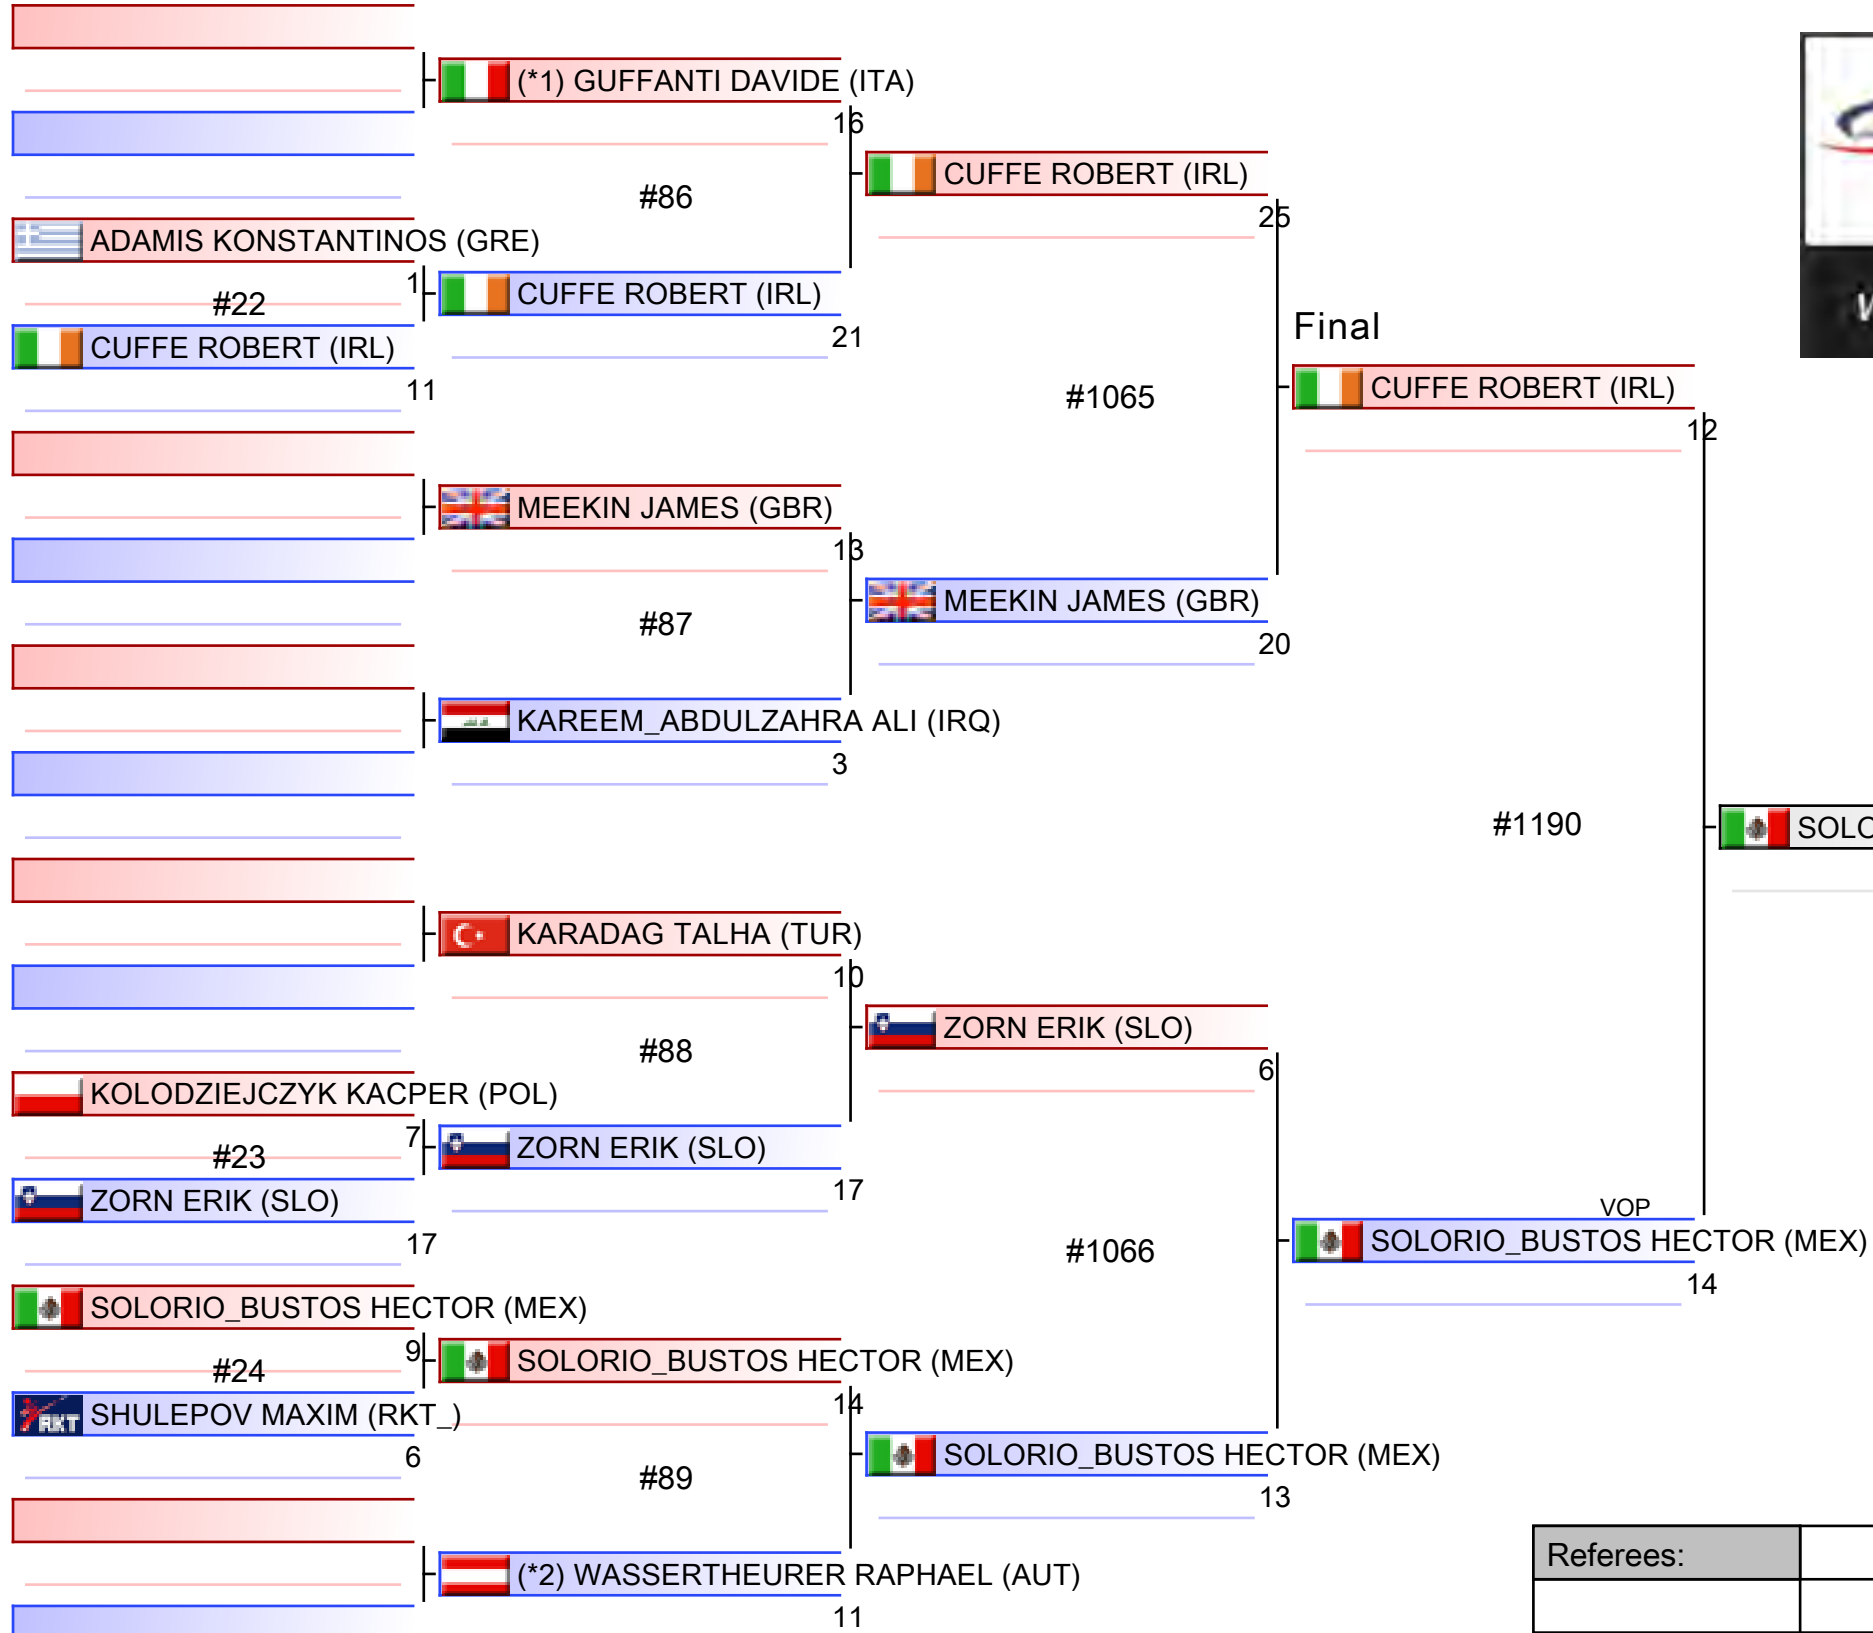 (*1) GUFFANTI DAVIDE (ITA)
16
CUFFE ROBERT (IRL)
25
#86
ADAMIS KONSTANTINOS (GRE)
1
#22
CUFFE ROBERT (IRL)
21
CUFFE ROBERT (IRL)
11
Final
CUFFE ROBERT (IRL)
12
#1065
MEEKIN JAMES (GBR)
13
MEEKIN JAMES (GBR)
20
#87
KAREEM_ABDULZAHRA ALI (IRQ)
3
#1190
SOLO
KARADAG TALHA (TUR)
10
ZORN ERIK (SLO)
6
#88
KOLODZIEJCZYK KACPER (POL)
7
#23
ZORN ERIK (SLO)
17
ZORN ERIK (SLO)
17
#1066
VOP
SOLORIO_BUSTOS HECTOR (MEX)
14
SOLORIO_BUSTOS HECTOR (MEX)
9
#24
SOLORIO_BUSTOS HECTOR (MEX)
14
SHULEPOV MAXIM (RKT_)
6
RKT
SOLORIO_BUSTOS HECTOR (MEX)
13
#89
(*2) WASSERTHEURER RAPHAEL (AUT)
11
Referees: